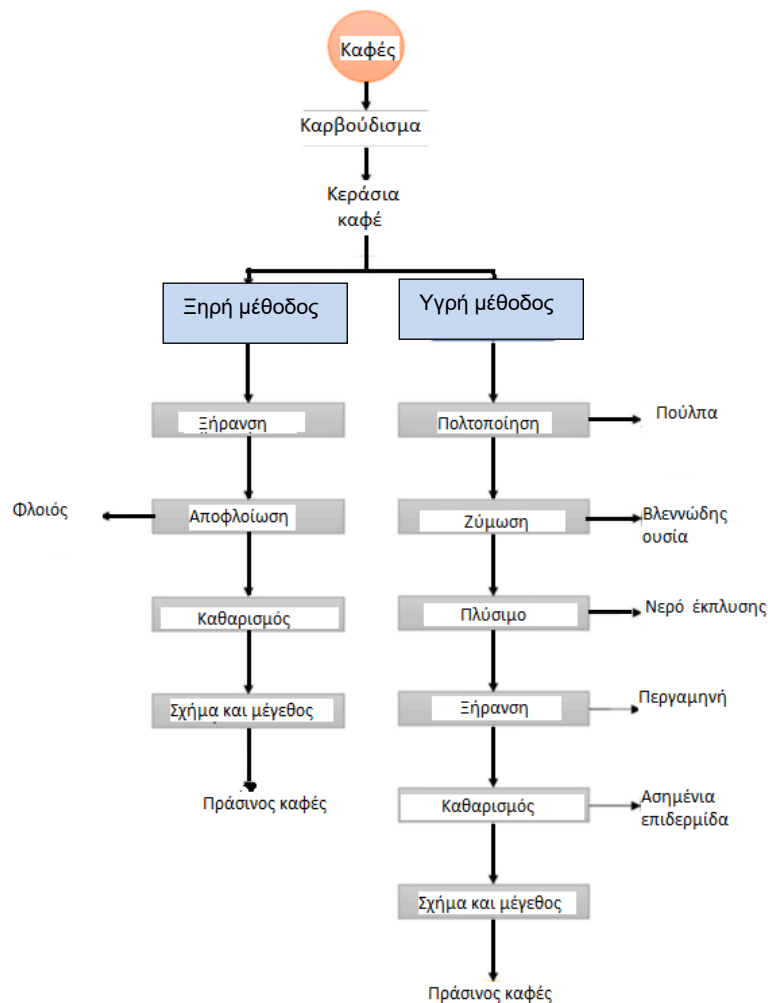 Καφές
Καρβούδισμα
Κεράσια
καφέ
Ξηρή μέθοδος
Υγρή μέθοδος
Ξήρανση
Πολτοποίηση
Πούλπα
Φλοιός
Αποφλοίωση
Ζύμωση
Βλεννώδης
ουσία
Καθαρισμός
Πλύσιμο
Νερό έκπλυσης
Σχήμα και μέγεθος
Ξήρανση
Περγαμηνή
Πράσινος καφές
Καθαρισμός
Ασημένια
επιδερμίδα
Σχήμα και μέγεθος
Πράσινος καφές